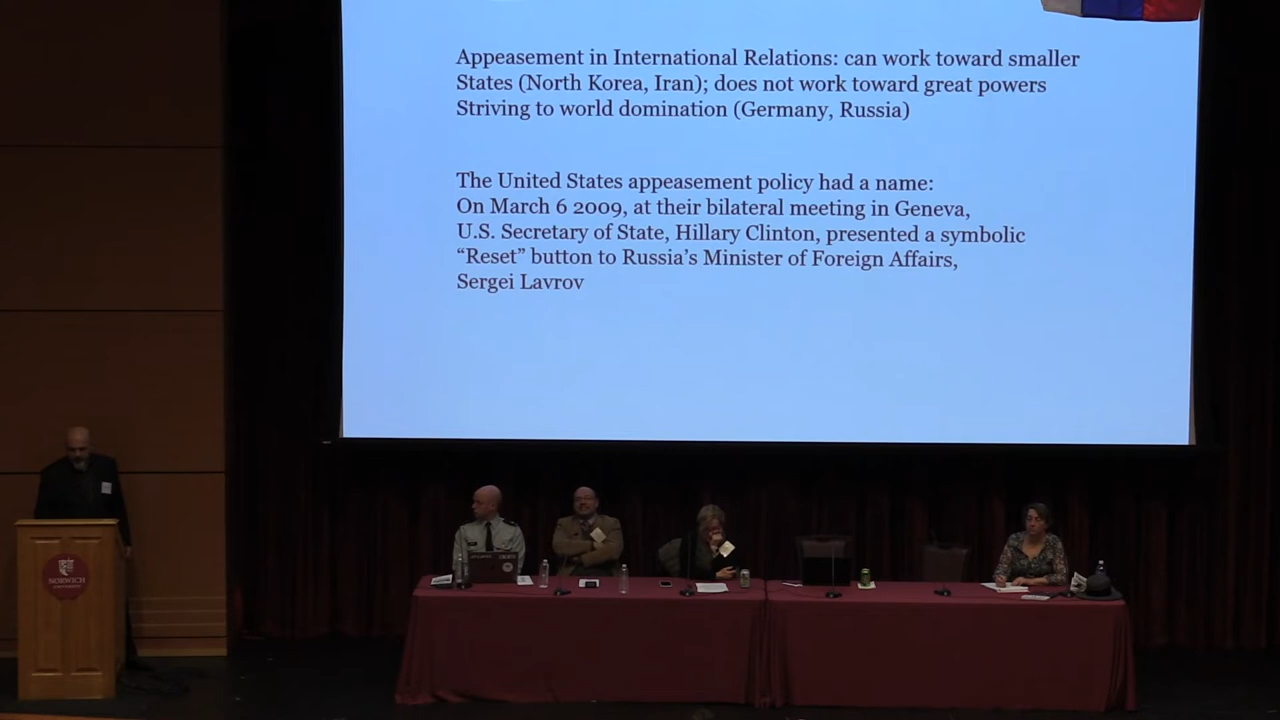 Appeasement in International Relations: can work toward smaller
States (North Korea, Iran); does not work toward great powers
Striving to world domination (Germany, Russia)
The United States appeasement policy had a name:
On March 6 2009, at their bilateral meeting in Geneva,
U.S. Secretary of State, Hillary Clinton, presented a symbolic
“Reset” button to Russia’s Minister of Foreign Affairs,
Sergei Lavrov
NORWICH
UNIVERSITY